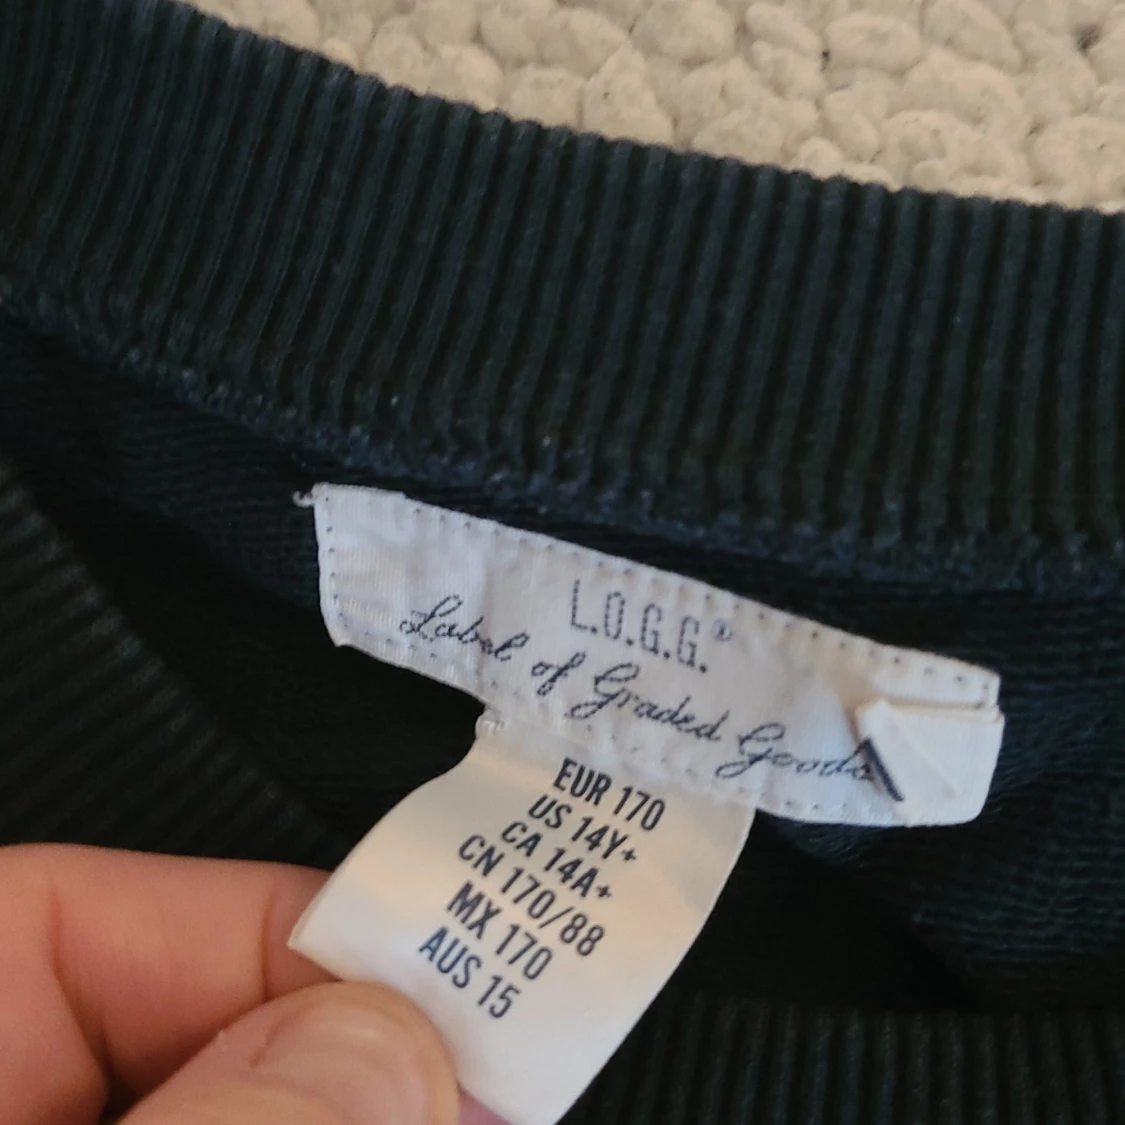 L.O.G.G.®
Label of Graded Goods
EUR 170
US 14Y+
CA 14A+
CN 170/88
MX 170
AUS 15